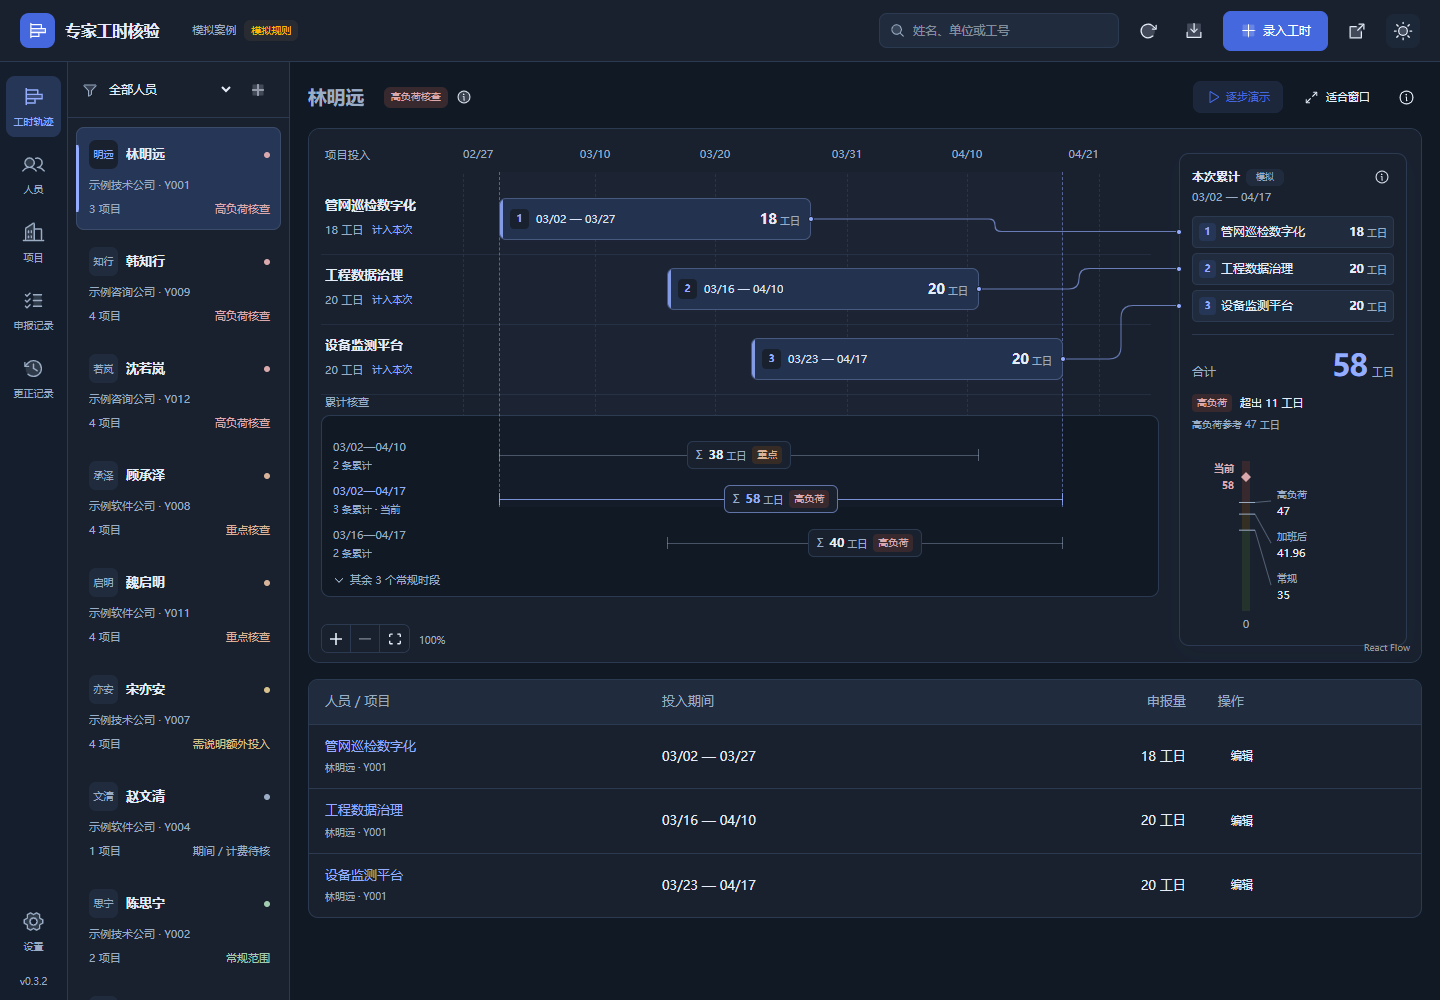 专家工时核验
模拟案例 模拟规则
姓名、单位或工号
录入工时
工时轨迹
人员
项目
申报记录
更正记录
设置
v0.3.2
全部人员
明远 林明远
示例技术公司 · Y001
3 项目 高负荷核查
知行 韩知行
示例咨询公司 · Y009
4 项目 高负荷核查
若岚 沈若岚
示例咨询公司 · Y012
4 项目 高负荷核查
承泽 顾承泽
示例软件公司 · Y008
4 项目 重点核查
启明 魏启明
示例软件公司 · Y011
4 项目 重点核查
亦安 宋亦安
示例技术公司 · Y007
4 项目 需说明额外投入
文清 赵文清
示例软件公司 · Y004
1 项目 期间 / 计费待核
思宁 陈思宁
示例技术公司 · Y002
2 项目 常规范围
林明远 高负荷核查
逐步演示 适合窗口
项目投入 02/27 03/10 03/20 03/31 04/10 04/21
管网巡检数字化
18 工日 计入本次
1 03/02 — 03/27 18 工日
工程数据治理
20 工日 计入本次
2 03/16 — 04/10 20 工日
设备监测平台
20 工日 计入本次
3 03/23 — 04/17 20 工日
累计核查
03/02—04/10
2 条累计
Σ 38 工日 重点
03/02—04/17
3 条累计 · 当前
Σ 58 工日 高负荷
03/16—04/17
2 条累计
Σ 40 工日 高负荷
其余 3 个常规时段
100%
本次累计 模拟
03/02 — 04/17
1 管网巡检数字化 18 工日
2 工程数据治理 20 工日
3 设备监测平台 20 工日
合计 58 工日
高负荷 超出 11 工日
高负荷参考 47 工日
当前
58
高负荷
47
加班后
41.96
常规
35
0
React Flow
人员 / 项目 投入期间 申报量 操作
管网巡检数字化
林明远 · Y001
03/02 — 03/27 18 工日 编辑
工程数据治理
林明远 · Y001
03/16 — 04/10 20 工日 编辑
设备监测平台
林明远 · Y001
03/23 — 04/17 20 工日 编辑